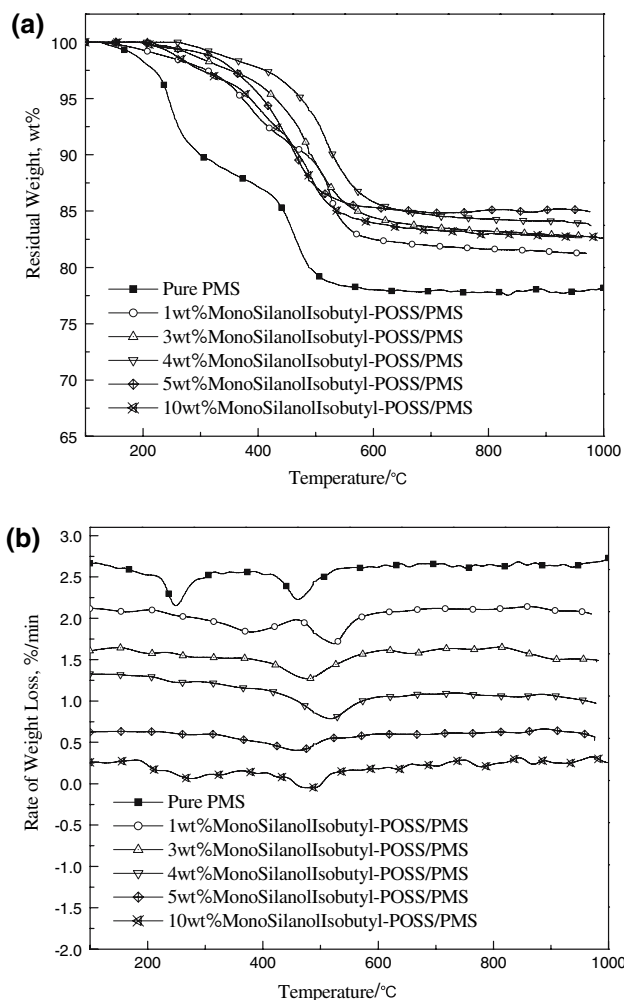 (a)
100
95
90
85
80
75
70
65
Residual Weight, wt%
Pure PMS
1wt%MonoSilanolIsobutyl-POSS/PMS
3wt%MonoSilanolIsobutyl-POSS/PMS
4wt%MonoSilanolIsobutyl-POSS/PMS
5wt%MonoSilanolIsobutyl-POSS/PMS
10wt%MonoSilanolIsobutyl-POSS/PMS
200 400 600 800 1000
Temperature/℃
(b)
3.0
2.5
2.0
1.5
1.0
0.5
0.0
-0.5
-1.0
-1.5
-2.0
Rate of Weight Loss, %/min
Pure PMS
1wt%MonoSilanolIsobutyl-POSS/PMS
3wt%MonoSilanolIsobutyl-POSS/PMS
4wt%MonoSilanolIsobutyl-POSS/PMS
5wt%MonoSilanolIsobutyl-POSS/PMS
10wt%MonoSilanolIsobutyl-POSS/PMS
200 400 600 800 1000
Temperature/℃